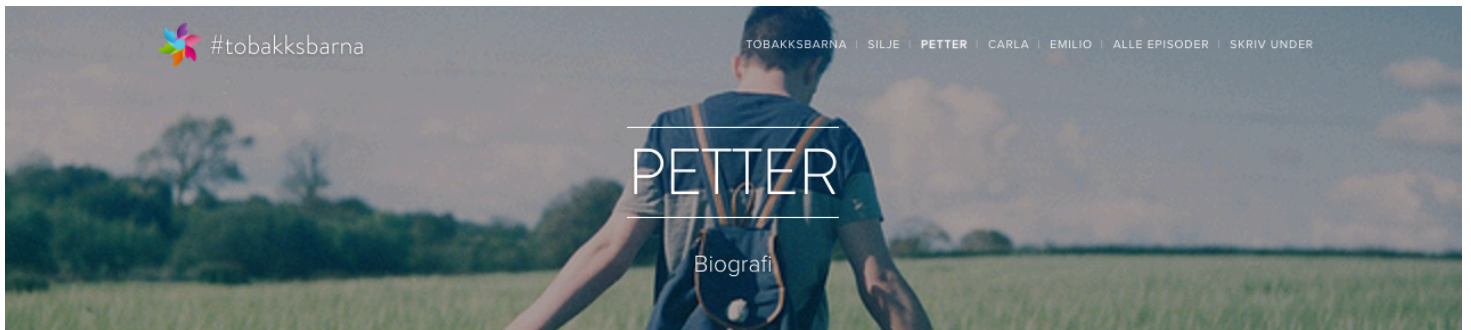 #tobakksbarna
TOBAKKSBARNA | SILJE | PETTER | CARLA | EMILIO | ALLE EPISODER | SKRIV UNDER
PETTER
Biografi